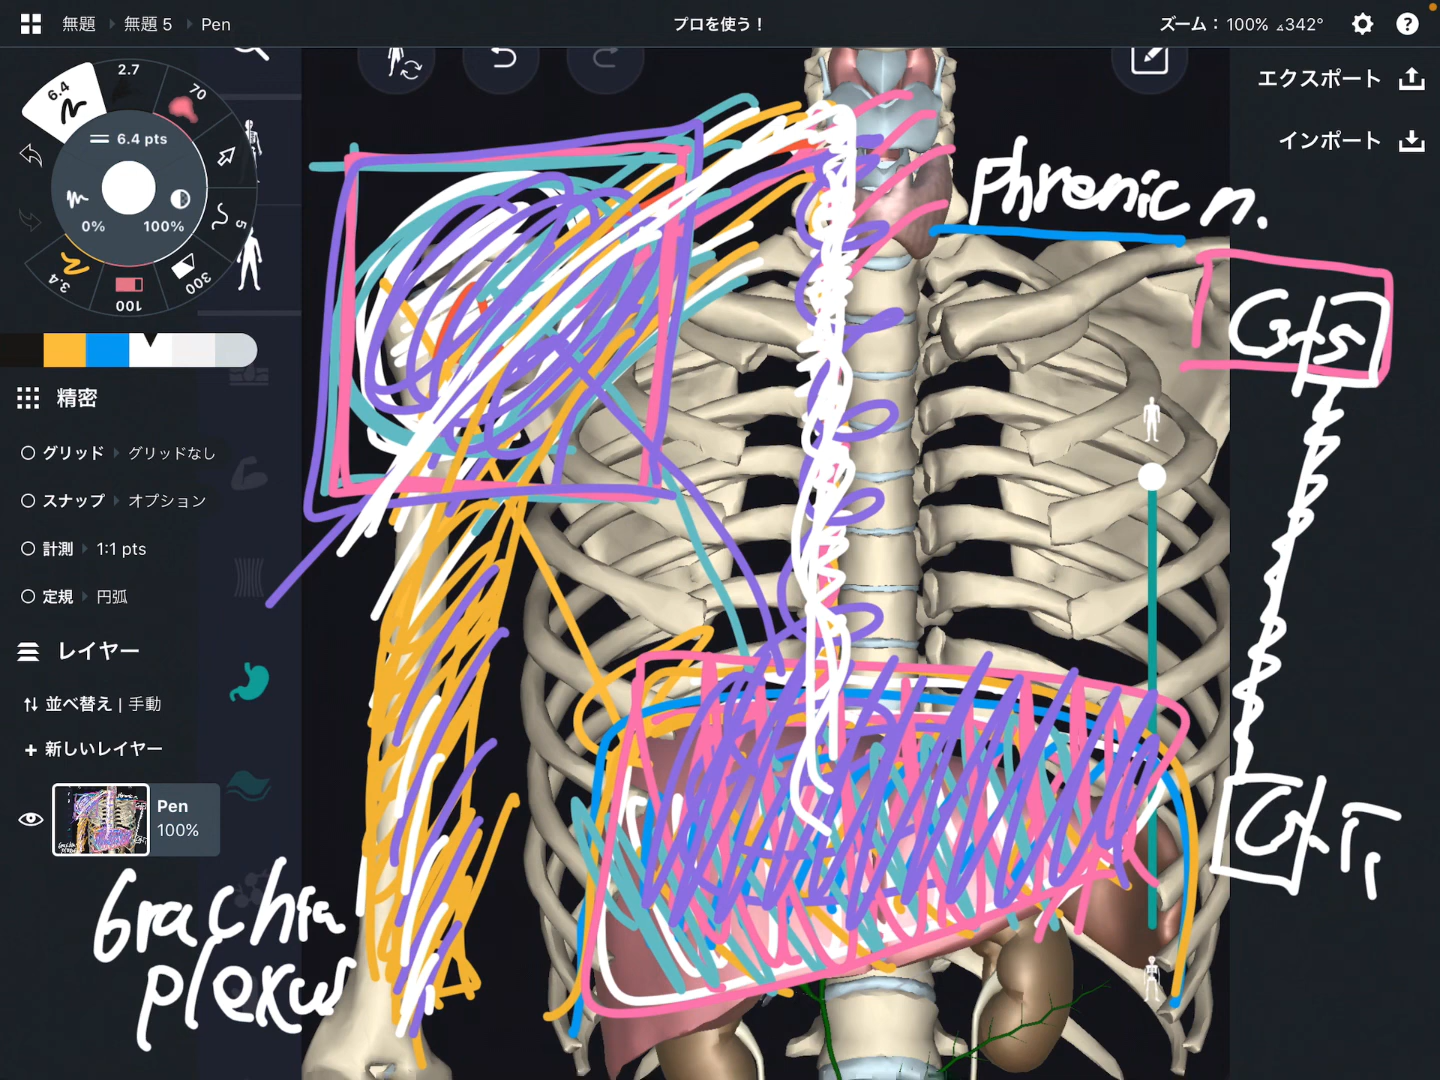 無題 無題 5 Pen
プロを使う！
ズーム： 100% ⊿342°
エクスポート
インポート
2.7
6.4
70
6.4 pts
0% 100%
5
3.4
100
300
精密
グリッド グリッドなし
スナップ オプション
計測 1:1 pts
定規 円弧
レイヤー
並べ替え | 手動
新しいレイヤー
Pen
100%
Phrenic n.
C3+5
C5+T1
brachia
plexus